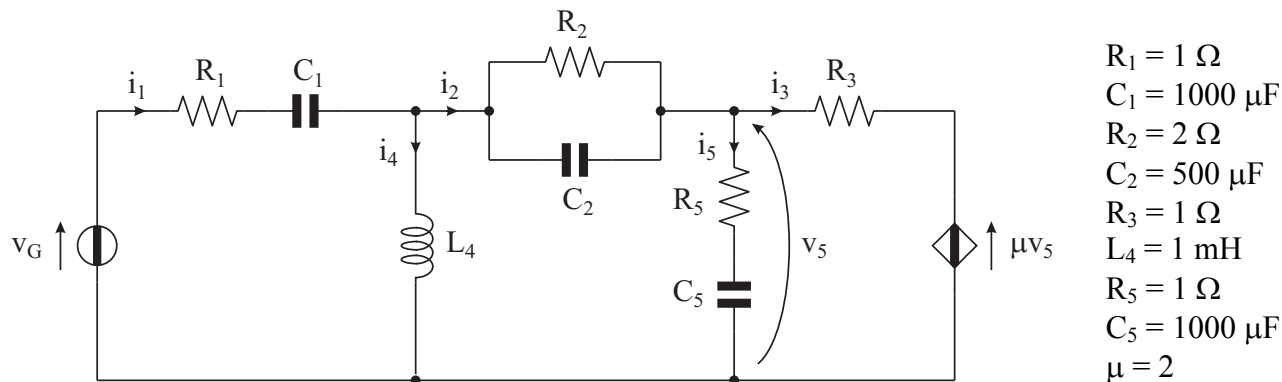 R₂
i₁
R₁
C₁
i₂
i₃
R₃
i₄
C₂
i₅
R₅
v_G
L₄
C₅
v₅
μv₅
R₁ = 1 Ω
C₁ = 1000 μF
R₂ = 2 Ω
C₂ = 500 μF
R₃ = 1 Ω
L₄ = 1 mH
R₅ = 1 Ω
C₅ = 1000 μF
μ = 2